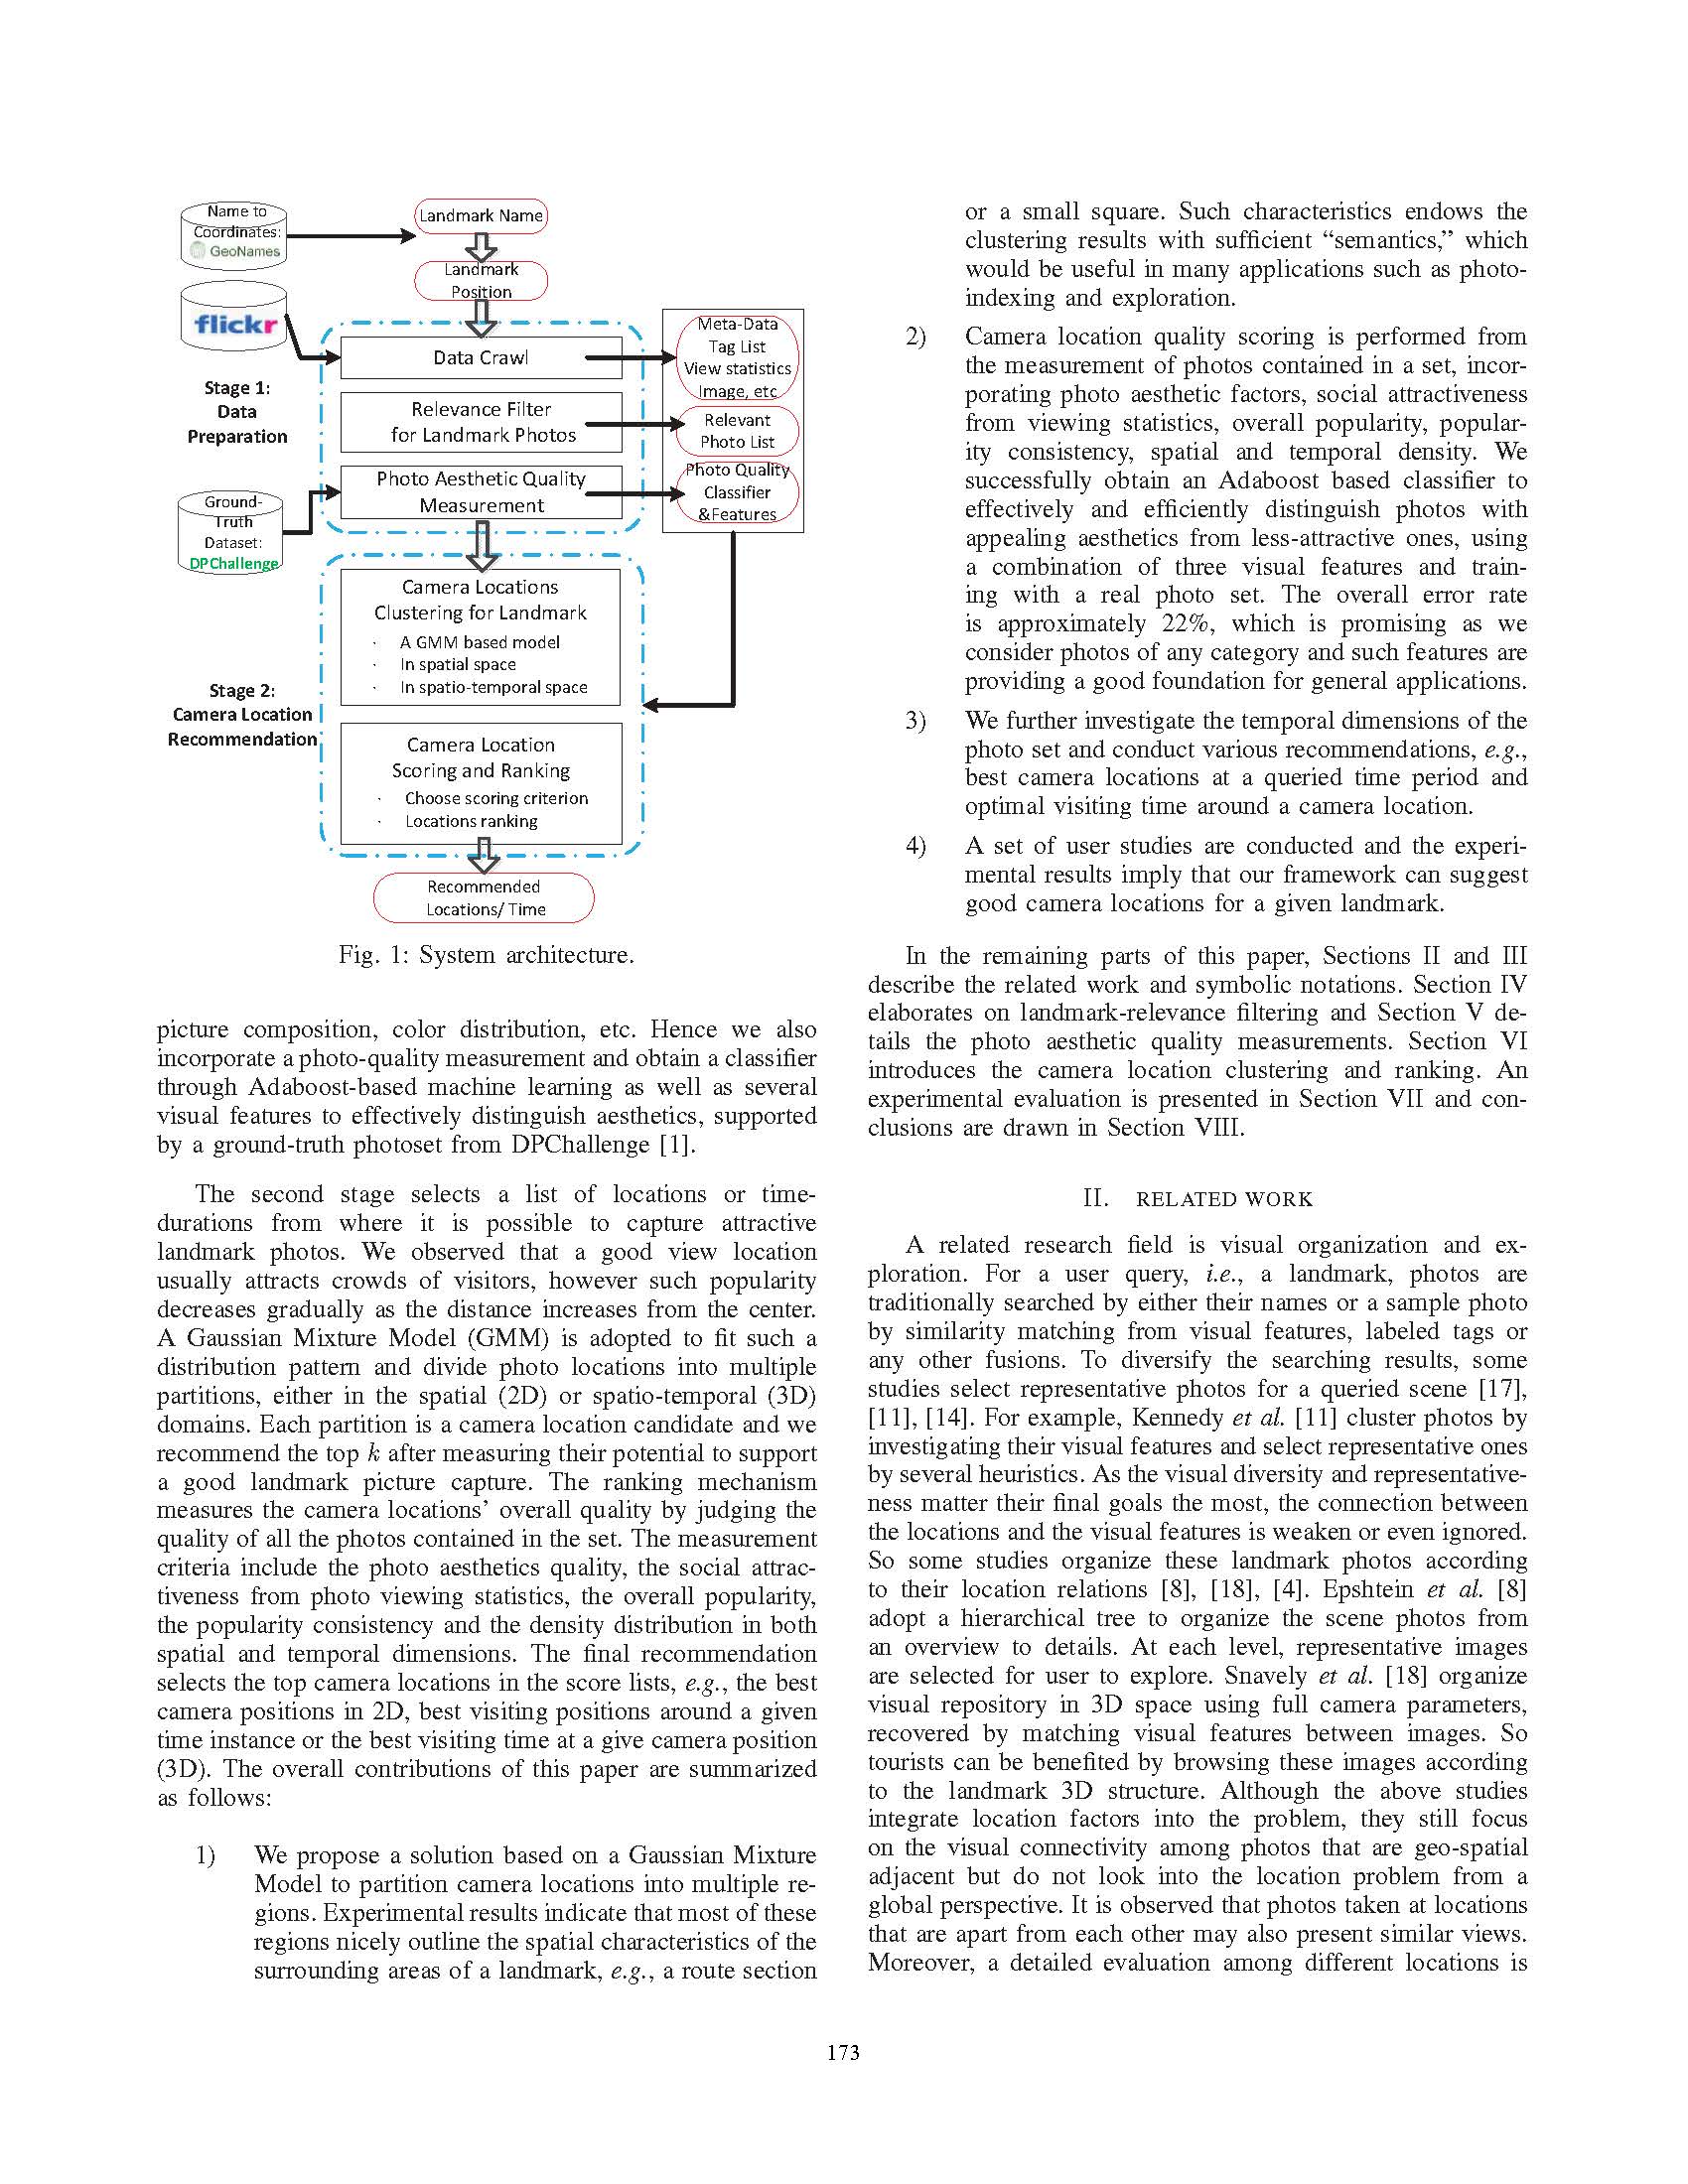 Name to
Coordinates:
GeoNames
Landmark Name
Landmark
Position
flickr
Stage 1:
Data
Preparation
Data Crawl
Relevance Filter
for Landmark Photos
Photo Aesthetic Quality
Measurement
Meta-Data
Tag List
View statistics
Image, etc
Relevant
Photo List
Photo Quality
Classifier
&Features
Ground-
Truth
Dataset:
DPChallenge
Camera Locations
Clustering for Landmark
· A GMM based model
· In spatial space
· In spatio-temporal space
Stage 2:
Camera Location
Recommendation
Camera Location
Scoring and Ranking
· Choose scoring criterion
· Locations ranking
Recommended
Locations/ Time
Fig. 1: System architecture.
picture composition, color distribution, etc. Hence we also
incorporate a photo-quality measurement and obtain a classifier
through Adaboost-based machine learning as well as several
visual features to effectively distinguish aesthetics, supported
by a ground-truth photoset from DPChallenge [1].
The second stage selects a list of locations or time-
durations from where it is possible to capture attractive
landmark photos. We observed that a good view location
usually attracts crowds of visitors, however such popularity
decreases gradually as the distance increases from the center.
A Gaussian Mixture Model (GMM) is adopted to fit such a
distribution pattern and divide photo locations into multiple
partitions, either in the spatial (2D) or spatio-temporal (3D)
domains. Each partition is a camera location candidate and we
recommend the top k after measuring their potential to support
a good landmark picture capture. The ranking mechanism
measures the camera locations' overall quality by judging the
quality of all the photos contained in the set. The measurement
criteria include the photo aesthetics quality, the social attrac-
tiveness from photo viewing statistics, the overall popularity,
the popularity consistency and the density distribution in both
spatial and temporal dimensions. The final recommendation
selects the top camera locations in the score lists, e.g., the best
camera positions in 2D, best visiting positions around a given
time instance or the best visiting time at a give camera position
(3D). The overall contributions of this paper are summarized
as follows:
1) We propose a solution based on a Gaussian Mixture
Model to partition camera locations into multiple re-
gions. Experimental results indicate that most of these
regions nicely outline the spatial characteristics of the
surrounding areas of a landmark, e.g., a route section
or a small square. Such characteristics endows the
clustering results with sufficient “semantics,” which
would be useful in many applications such as photo-
indexing and exploration.
2) Camera location quality scoring is performed from
the measurement of photos contained in a set, incor-
porating photo aesthetic factors, social attractiveness
from viewing statistics, overall popularity, popular-
ity consistency, spatial and temporal density. We
successfully obtain an Adaboost based classifier to
effectively and efficiently distinguish photos with
appealing aesthetics from less-attractive ones, using
a combination of three visual features and train-
ing with a real photo set. The overall error rate
is approximately 22%, which is promising as we
consider photos of any category and such features are
providing a good foundation for general applications.
3) We further investigate the temporal dimensions of the
photo set and conduct various recommendations, e.g.,
best camera locations at a queried time period and
optimal visiting time around a camera location.
4) A set of user studies are conducted and the experi-
mental results imply that our framework can suggest
good camera locations for a given landmark.
In the remaining parts of this paper, Sections II and III
describe the related work and symbolic notations. Section IV
elaborates on landmark-relevance filtering and Section V de-
tails the photo aesthetic quality measurements. Section VI
introduces the camera location clustering and ranking. An
experimental evaluation is presented in Section VII and con-
clusions are drawn in Section VIII.
II. RELATED WORK
A related research field is visual organization and ex-
ploration. For a user query, i.e., a landmark, photos are
traditionally searched by either their names or a sample photo
by similarity matching from visual features, labeled tags or
any other fusions. To diversify the searching results, some
studies select representative photos for a queried scene [17],
[11], [14]. For example, Kennedy et al. [11] cluster photos by
investigating their visual features and select representative ones
by several heuristics. As the visual diversity and representative-
ness matter their final goals the most, the connection between
the locations and the visual features is weaken or even ignored.
So some studies organize these landmark photos according
to their location relations [8], [18], [4]. Epshtein et al. [8]
adopt a hierarchical tree to organize the scene photos from
an overview to details. At each level, representative images
are selected for user to explore. Snavely et al. [18] organize
visual repository in 3D space using full camera parameters,
recovered by matching visual features between images. So
tourists can be benefited by browsing these images according
to the landmark 3D structure. Although the above studies
integrate location factors into the problem, they still focus
on the visual connectivity among photos that are geo-spatial
adjacent but do not look into the location problem from a
global perspective. It is observed that photos taken at locations
that are apart from each other may also present similar views.
Moreover, a detailed evaluation among different locations is
173